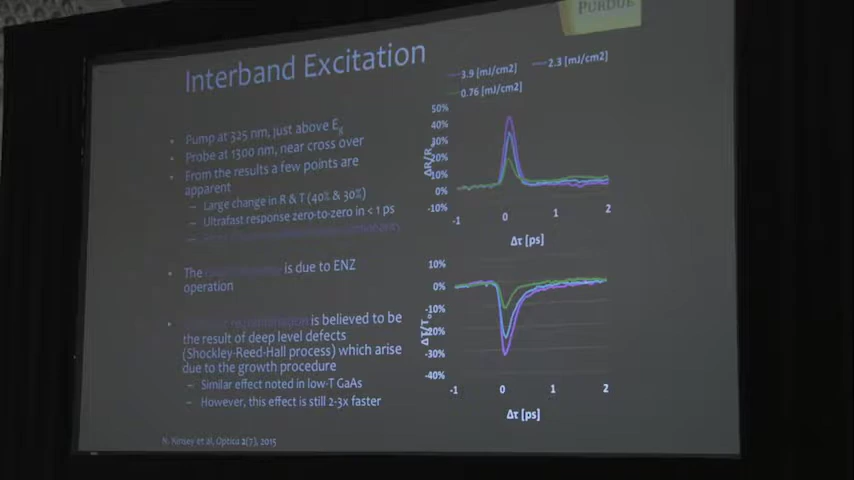 PURDUE
Interband Excitation
• Pump at 325 nm, just above Eg
• Probe at 1300 nm, near cross over
• From the results a few points are
apparent
– Large change in R & T (40% & 30%)
– Ultrafast response zero-to-zero in < 1 ps
• The is due to ENZ
operation
• recombination is believed to be
the result of deep level defects
(Shockley-Reed-Hall process) which arise
due to the growth procedure
– Similar effect noted in low-T GaAs
– However, this effect is still 2-3x faster
N. Kinsey et al, Optica 2(7), 2015
3.9 [mJ/cm2] 2.3 [mJ/cm2]
0.76 [mJ/cm2]
50%
40%
30%
20%
10%
0%
-10%
ΔR/R
-1 0 1 2
Δτ [ps]
10%
0%
-10%
-20%
-30%
-40%
ΔT/To
-1 0 1 2
Δτ [ps]